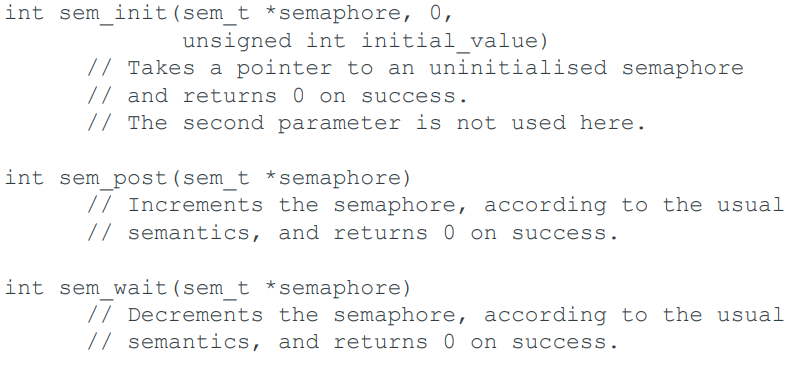 int sem_init(sem_t *semaphore, 0,
unsigned int initial_value)
// Takes a pointer to an uninitialised semaphore
// and returns 0 on success.
// The second parameter is not used here.
int sem_post(sem_t *semaphore)
// Increments the semaphore, according to the usual
// semantics, and returns 0 on success.
int sem_wait(sem_t *semaphore)
// Decrements the semaphore, according to the usual
// semantics, and returns 0 on success.